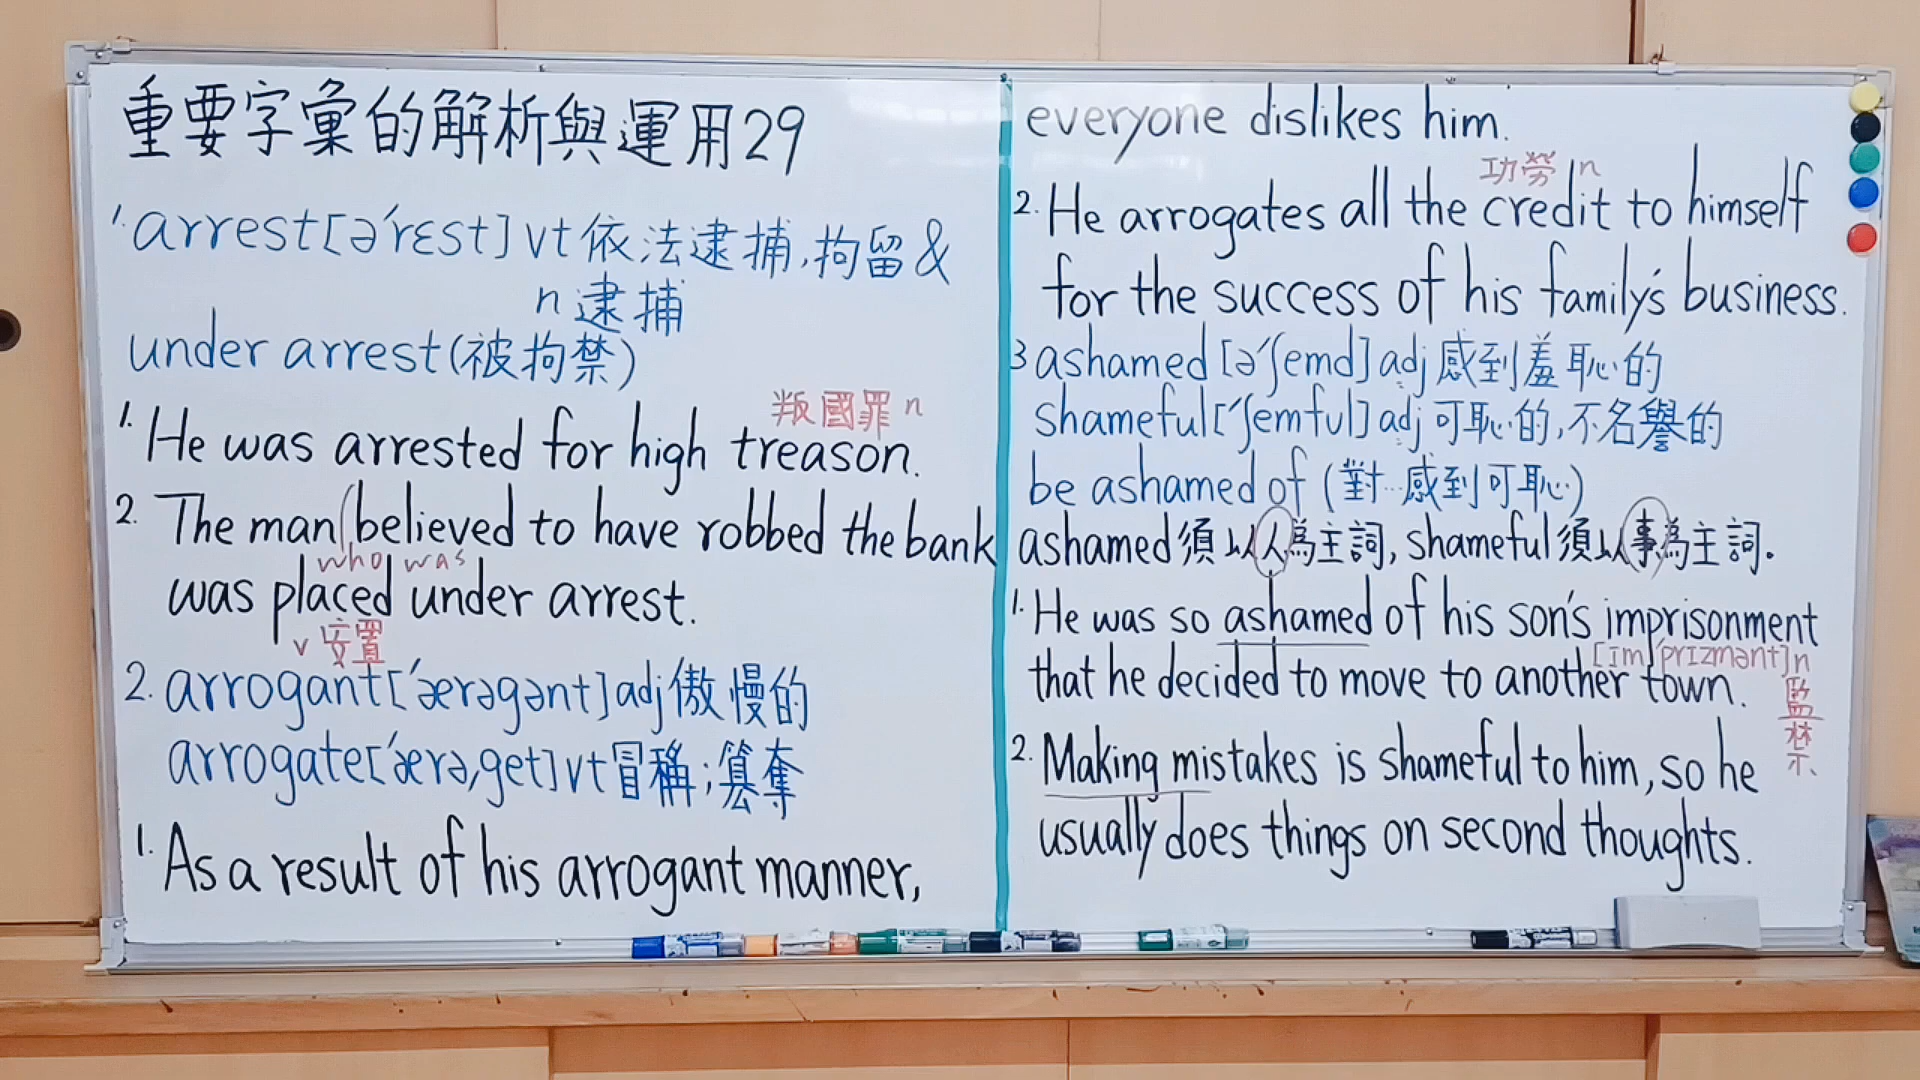 重要字彙的解析與運用29
1. arrest[ə'rɛst] vt 依法逮捕,拘留&
n 逮捕
under arrest(被拘禁)
叛國罪 n
1. He was arrested for high treason.
2. The man believed to have robbed the bank
who was
was placed under arrest.
v 安置
2. arrogant['ærəgənt]adj傲慢的
arrogate['ærə,get]vt冒稱;篡奪
1. As a result of his arrogant manner,
everyone dislikes him.
功勞 n
2. He arrogates all the credit to himself
for the success of his family's business.
3 ashamed [ə'ʃemd] adj 感到羞恥的
shameful['ʃemful] adj 可恥的,不名譽的
be ashamed of (對…感到可恥)
ashamed須以人為主詞, shameful須以事為主詞.
1. He was so ashamed of his son's imprisonment
[ɪm'prɪzmənt]n
that he decided to move to another town.
監禁
2. Making mistakes is shameful to him, so he
usually does things on second thoughts.